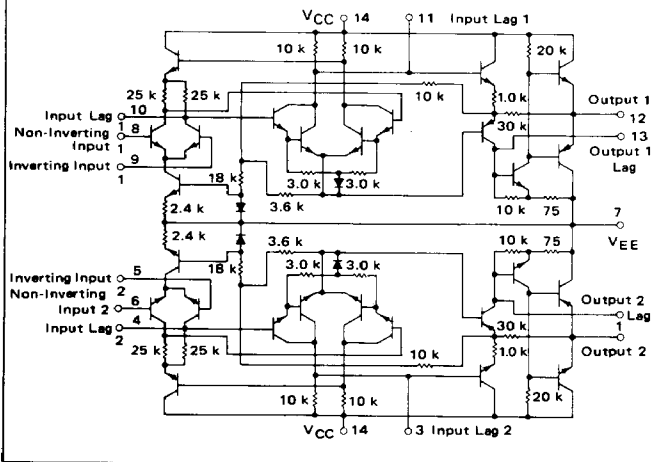 VCC 14 11 Input Lag 1
10 k 10 k 20 k
25 k 25 k 10 k 1.0 k
Input Lag 10 1
Output 1 12
Non-Inverting Input 1 8
30 k
13 Output 1 Lag
Inverting Input 1 9
18 k 3.0 k 3.0 k
3.6 k 10 k 75
2.4 k
7 VEE
2.4 k
3.6 k 10 k 75
18 k 3.0 k 3.0 k
Inverting Input 2 5
Non-Inverting Input 2 6
Output 2 Lag
Input Lag 2 4
30 k 1
25 k 25 k 10 k 1.0 k
Output 2
10 k 10 k 20 k
VCC 14 3 Input Lag 2